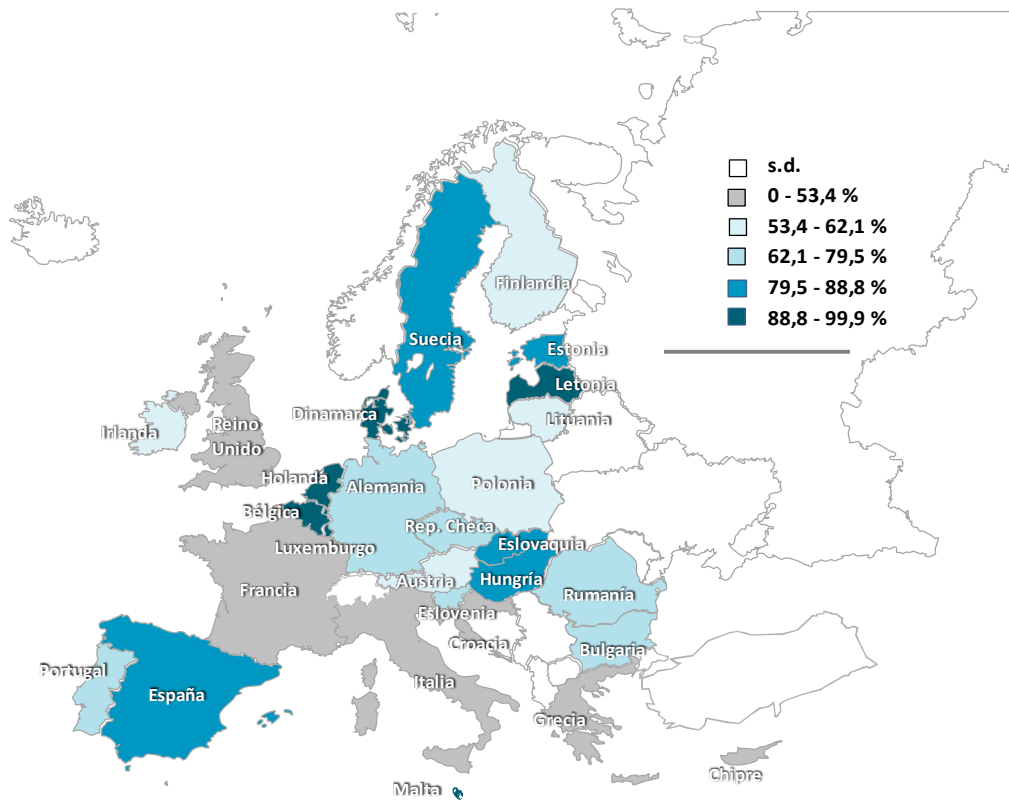 s.d.
0 - 53,4 %
53,4 - 62,1 %
62,1 - 79,5 %
79,5 - 88,8 %
88,8 - 99,9 %
Finlandia
Suecia
Estonia
Letonia
Dinamarca
Lituania
Irlanda
Reino
Unido
Holanda
Alemania
Polonia
Bélgica
Rep. Checa
Luxemburgo
Eslovaquia
Francia
Austria
Hungría
Rumanía
Eslovenia
Croacia
Bulgaria
Portugal
España
Italia
Grecia
Chipre
Malta